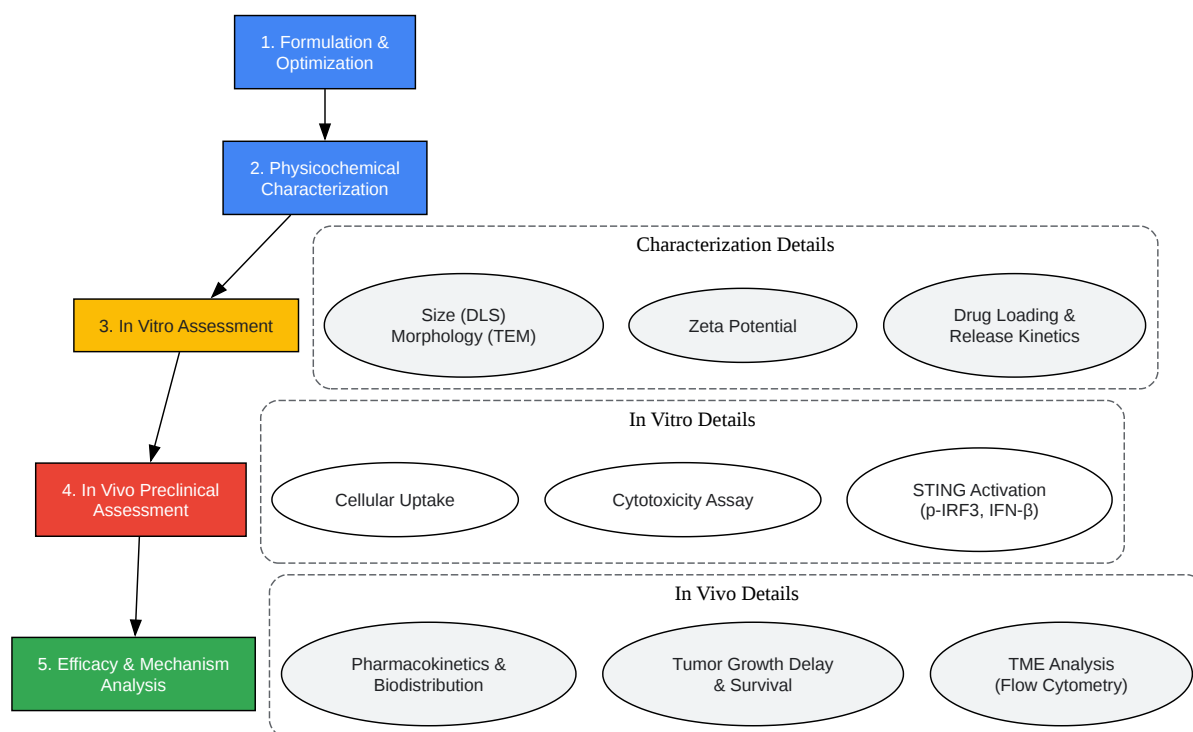 1. Formulation &
Optimization
2. Physicochemical
Characterization
Characterization Details
3. In Vitro Assessment
Size (DLS)
Morphology (TEM)
Zeta Potential
Drug Loading &
Release Kinetics
In Vitro Details
4. In Vivo Preclinical
Assessment
Cellular Uptake
Cytotoxicity Assay
STING Activation
(p-IRF3, IFN-β)
In Vivo Details
5. Efficacy & Mechanism
Analysis
Pharmacokinetics &
Biodistribution
Tumor Growth Delay
& Survival
TME Analysis
(Flow Cytometry)